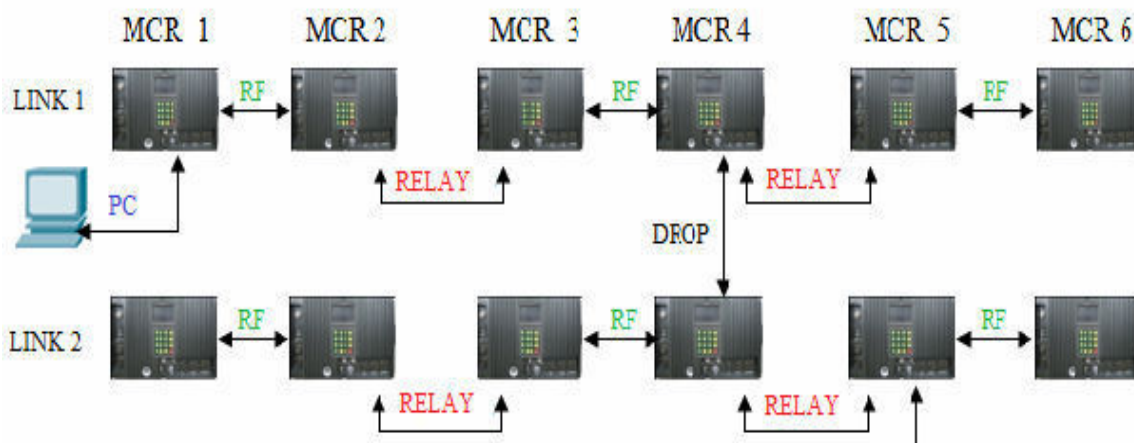 MCR 1 MCR 2 MCR 3 MCR 4 MCR 5 MCR 6
LINK 1 RF RF RF
RELAY RELAY
PC
DROP
LINK 2 RF RF RF
RELAY RELAY